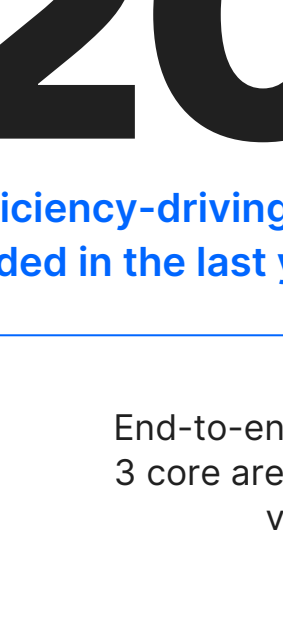 20
iciency-driving
ded in the last y
End-to-en
3 core are
v